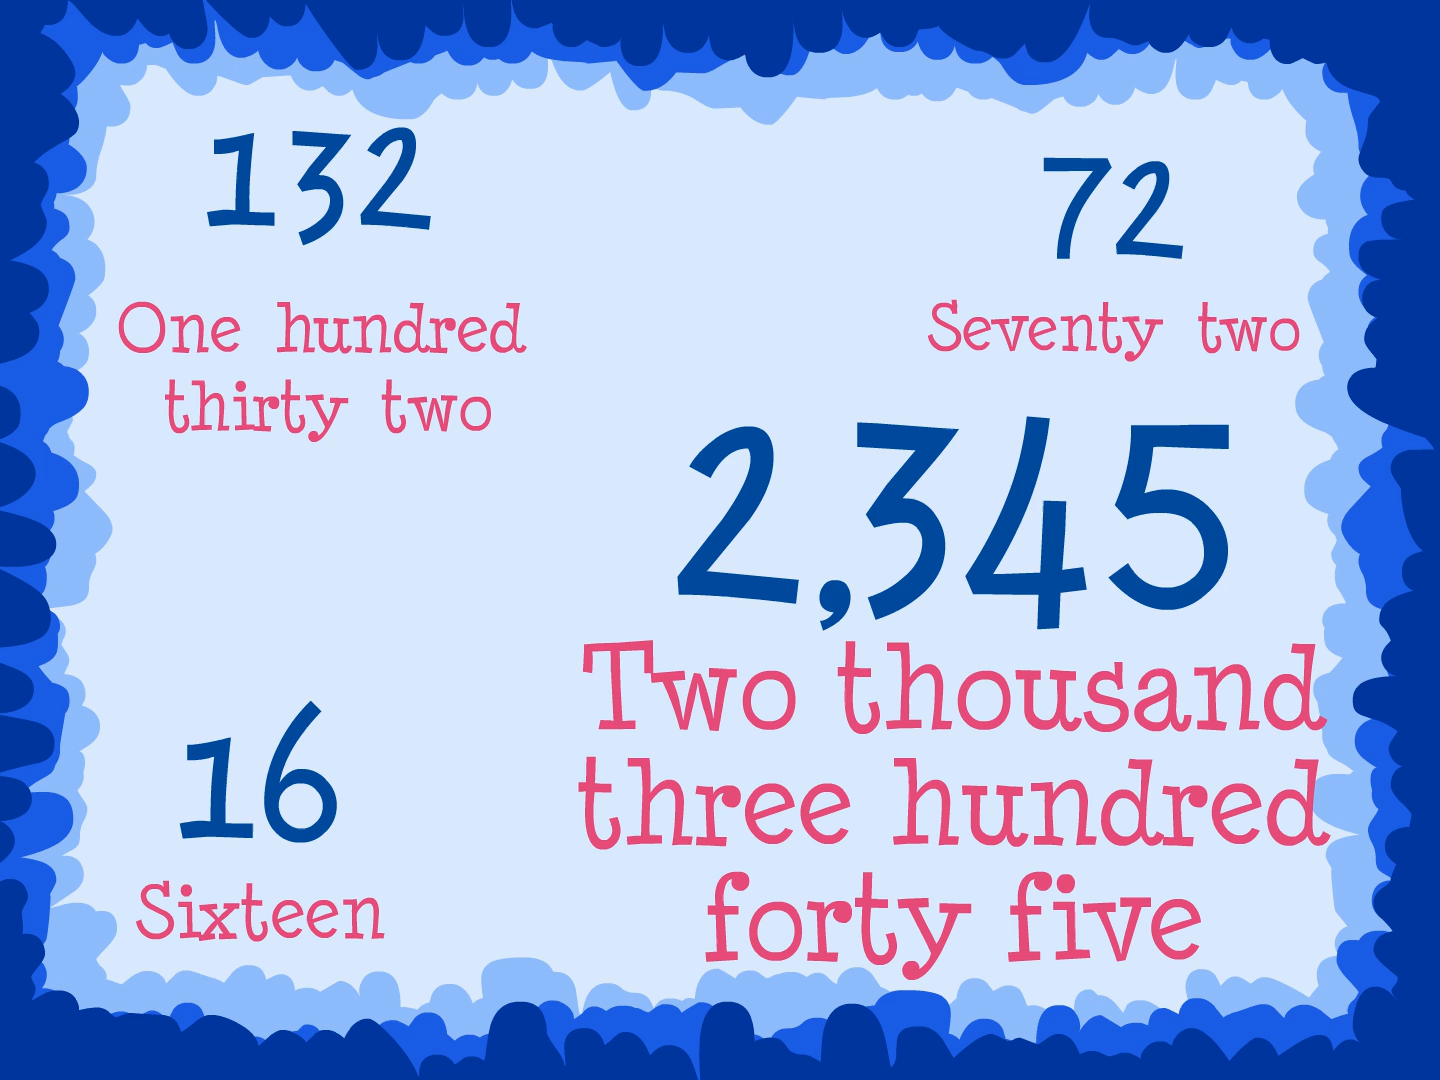 132
One hundred
thirty two
72
Seventy two
2,345
Two thousand
three hundred
forty five
16
Sixteen